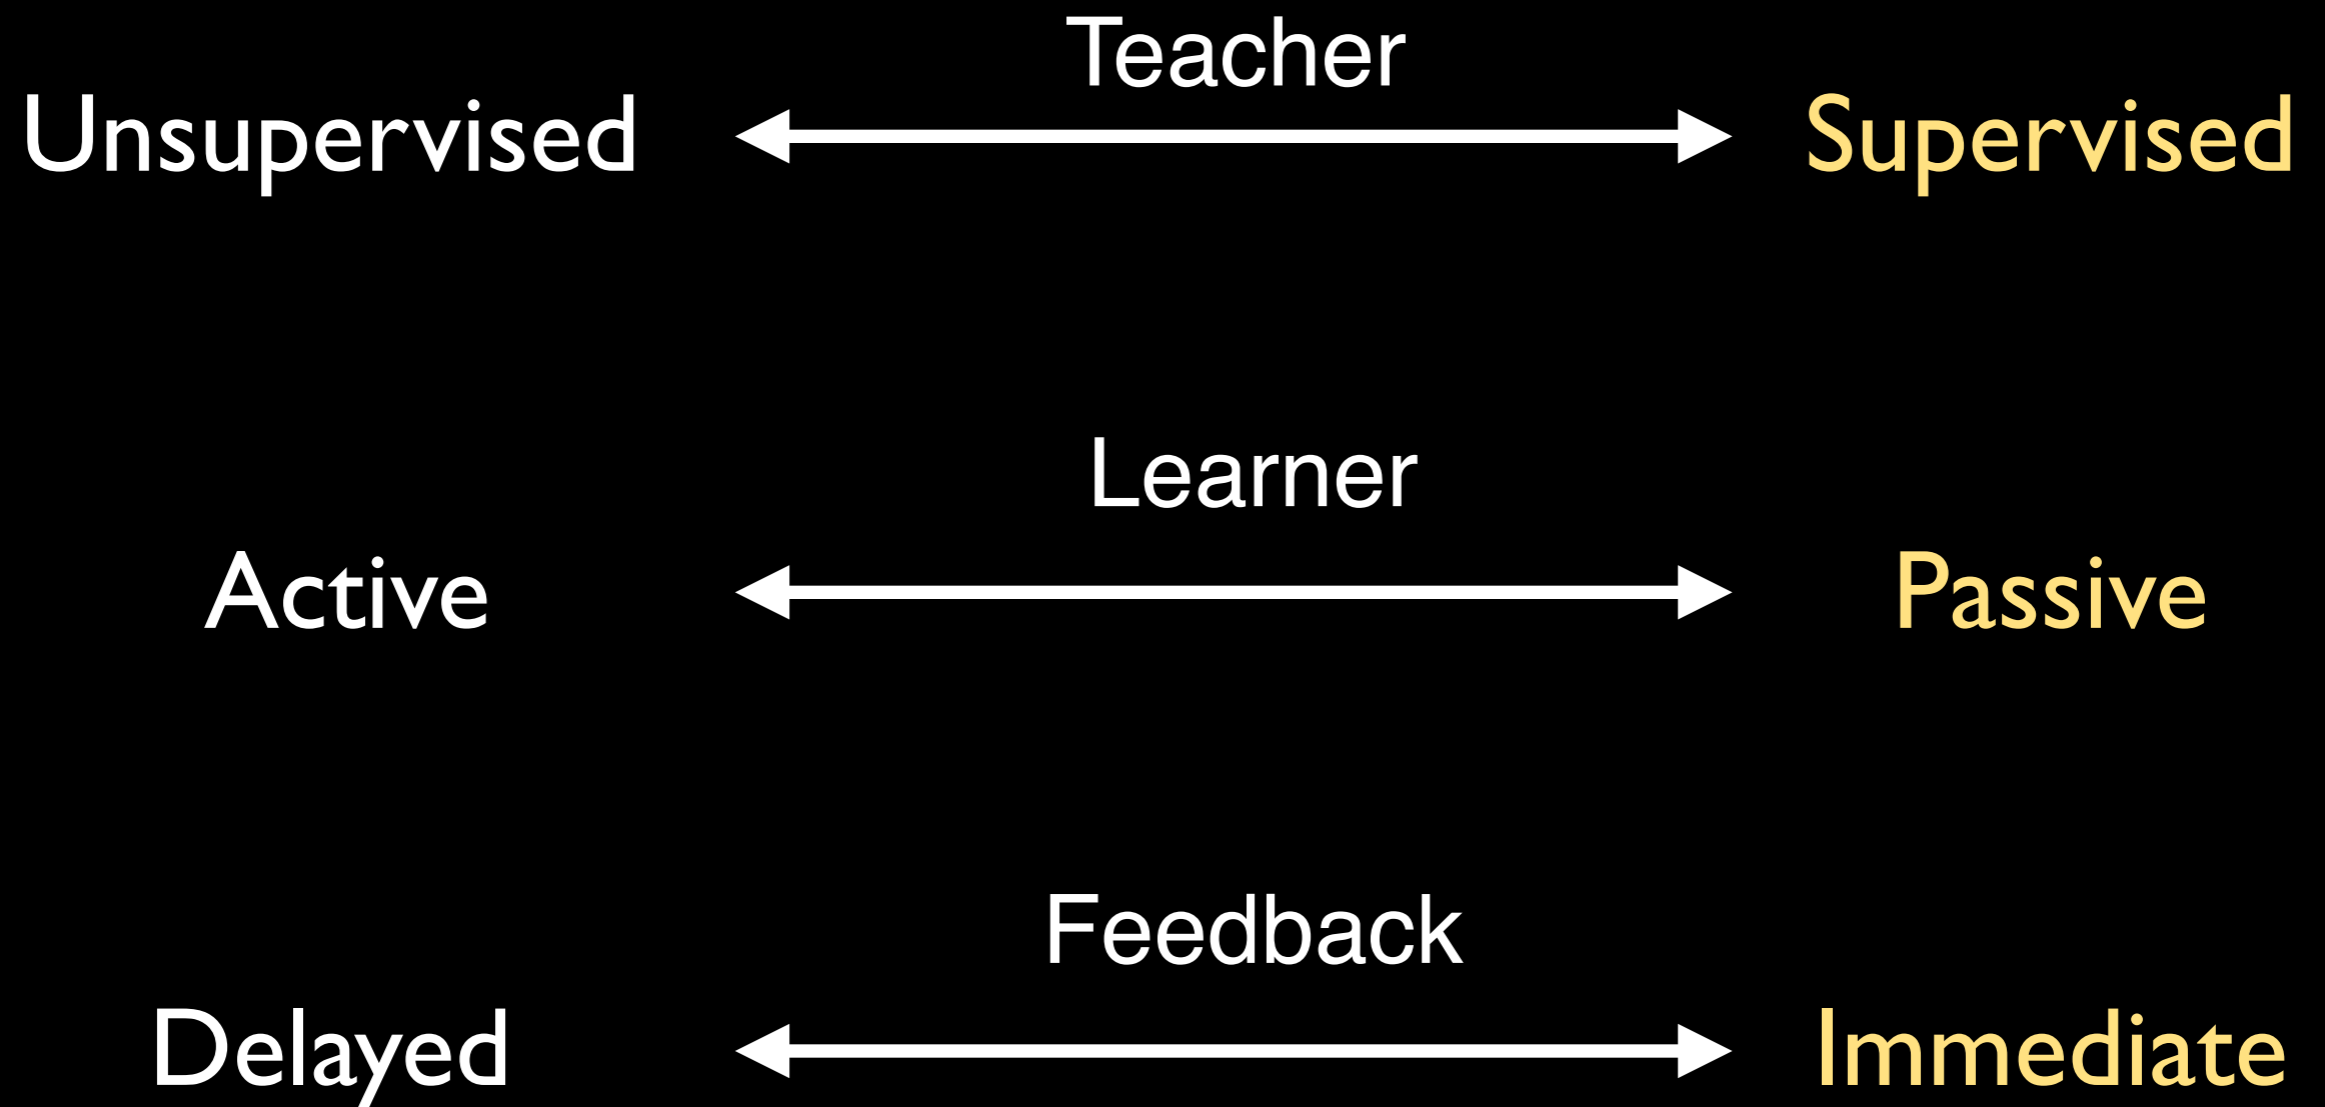 Teacher
Unsupervised Supervised
Learner
Active Passive
Feedback
Delayed Immediate